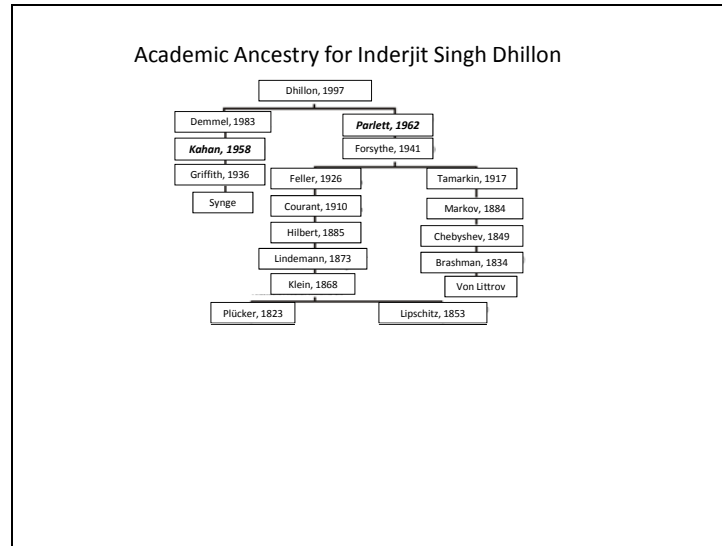 Academic Ancestry for Inderjit Singh Dhillon
Dhillon, 1997
Demmel, 1983
Parlett, 1962
Kahan, 1958
Forsythe, 1941
Griffith, 1936
Feller, 1926
Tamarkin, 1917
Synge
Courant, 1910
Markov, 1884
Hilbert, 1885
Chebyshev, 1849
Lindemann, 1873
Brashman, 1834
Klein, 1868
Von Littrov
Plücker, 1823
Lipschitz, 1853